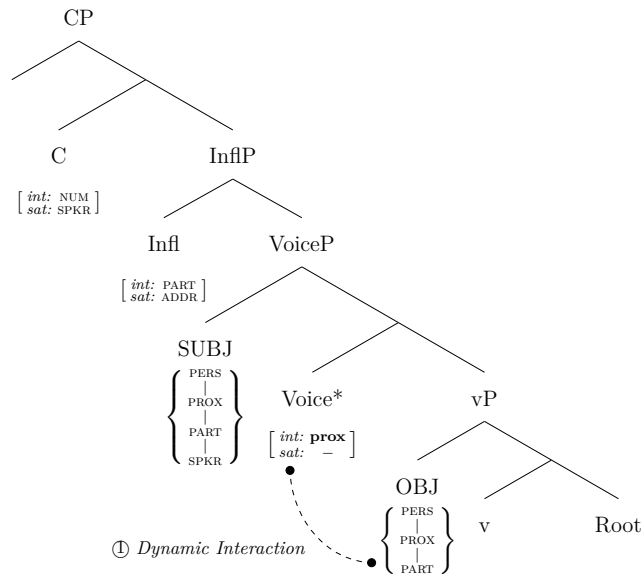 CP
C
InflP
[ int: NUM
sat: SPKR ]
Infl
VoiceP
[ int: PART
sat: ADDR ]
SUBJ
{ PERS
|
PROX
|
PART
|
SPKR }
Voice*
vP
[ int: prox
sat: – ]
OBJ
{ PERS
|
PROX
|
PART }
v
Root
① Dynamic Interaction